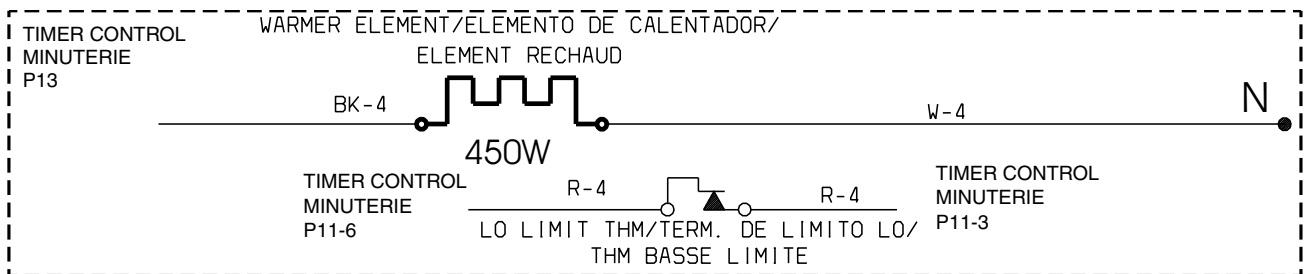 TIMER CONTROL
MINUTERIE
P13
WARMER ELEMENT/ELEMENTO DE CALENTADOR/
ELEMENT RECHAUD
BK-4
450W
W-4
N
TIMER CONTROL
MINUTERIE
P11-6
R-4
R-4
TIMER CONTROL
MINUTERIE
P11-3
LO LIMIT THM/TERM. DE LIMITO LO/
THM BASSE LIMITE